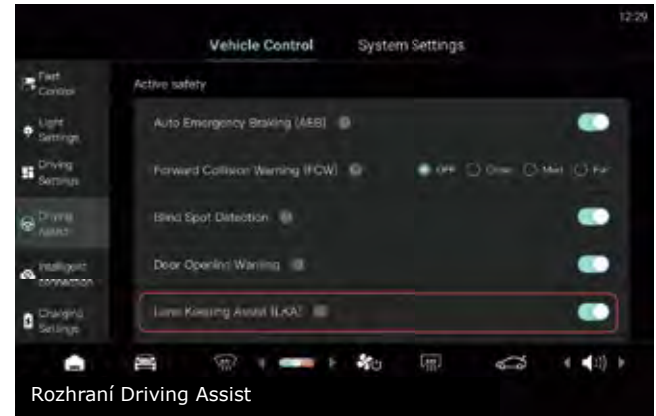 12:29
Vehicle Control System Settings
Fast
Control
Active safety
Light
Settings
Auto Emergency Braking (AEB)
Driving
Settings
Forward Collision Warning (FCW) OFF Close Med Far
Driving
Assist
Blind Spot Detection
Intelligent
connection
Door Opening Warning
Charging
Settings
Lane Keeping Assist (LKA)
Rozhraní Driving Assist